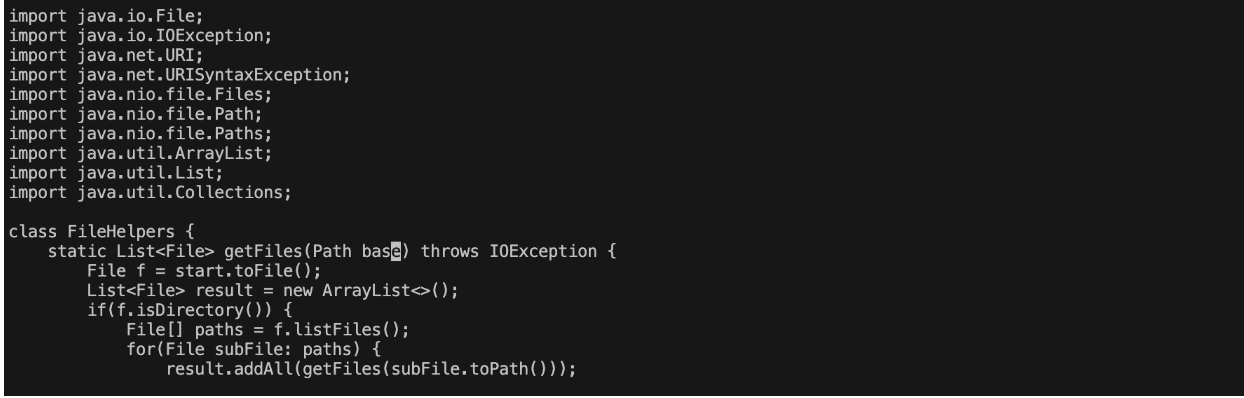 import java.io.File;
import java.io.IOException;
import java.net.URI;
import java.net.URISyntaxException;
import java.nio.file.Files;
import java.nio.file.Path;
import java.nio.file.Paths;
import java.util.ArrayList;
import java.util.List;
import java.util.Collections;

class FileHelpers {
    static List<File> getFiles(Path base) throws IOException {
        File f = start.toFile();
        List<File> result = new ArrayList<>();
        if(f.isDirectory()) {
            File[] paths = f.listFiles();
            for(File subFile: paths) {
                result.addAll(getFiles(subFile.toPath()));